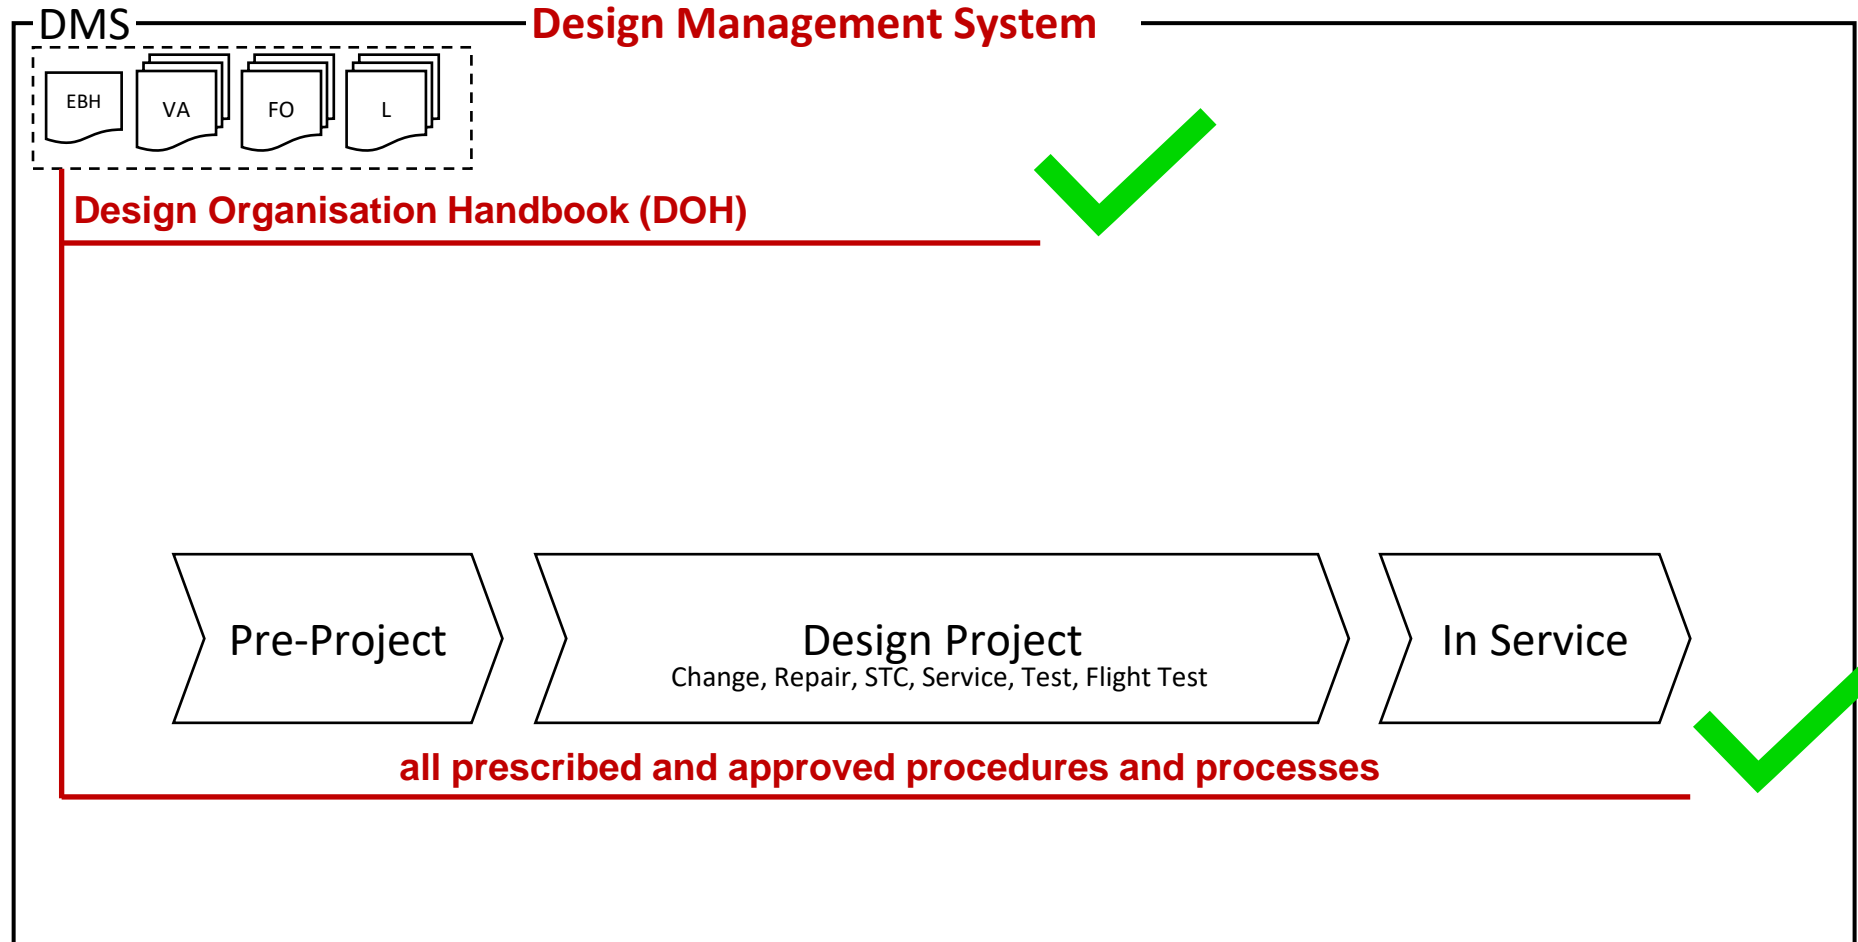 DMS
Design Management System
EBH
VA
FO
L
Design Organisation Handbook (DOH)
Pre-Project
Design Project
Change, Repair, STC, Service, Test, Flight Test
In Service
all prescribed and approved procedures and processes